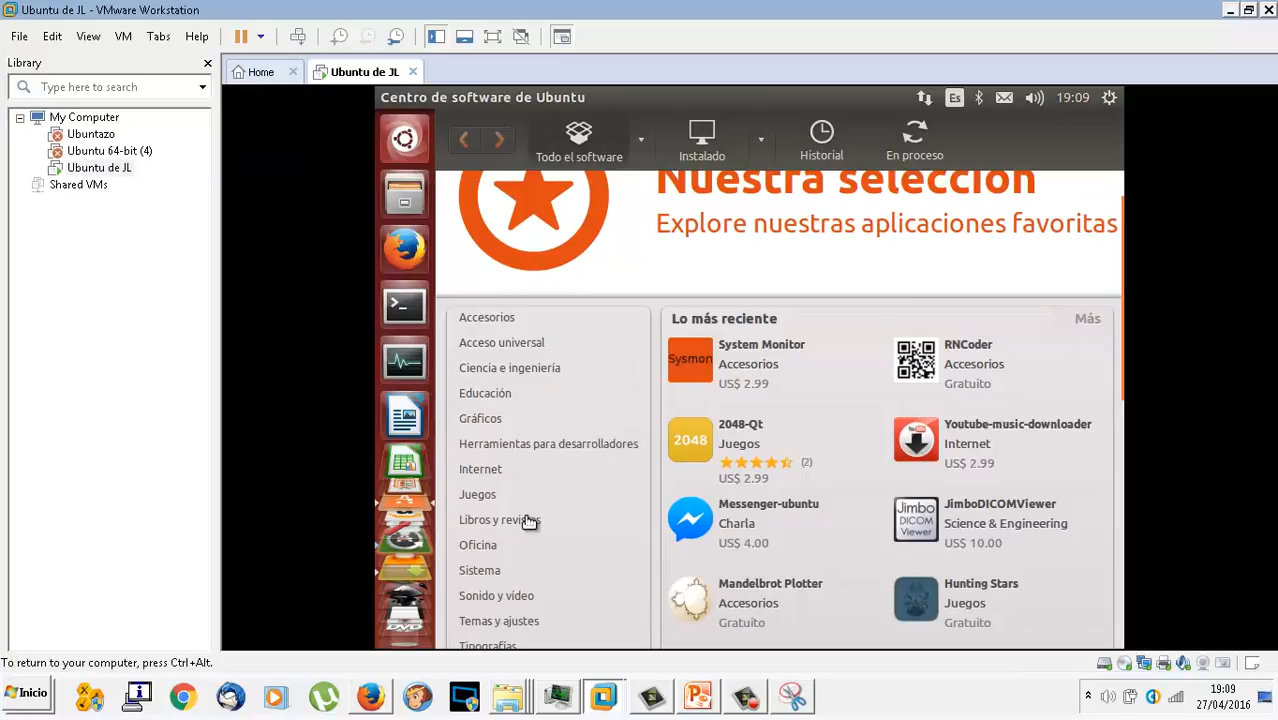 Ubuntu de JL - VMware Workstation
File Edit View VM Tabs Help
Library
Type here to search
My Computer
Ubuntazo
Ubuntu 64-bit (4)
Ubuntu de JL
Shared VMs
Home
Ubuntu de JL
Centro de software de Ubuntu
Es
19:09
Todo el software
Instalado
Historial
En proceso
Nuestra selección
Explore nuestras aplicaciones favoritas
Accesorios
Acceso universal
Ciencia e ingeniería
Educación
Gráficos
Herramientas para desarrolladores
Internet
Juegos
Libros y revistas
Oficina
Sistema
Sonido y vídeo
Temas y ajustes
Tipografías
Lo más reciente
Más
Sysmon
System Monitor
Accesorios
US$ 2.99
RNCoder
Accesorios
Gratuito
2048
2048-Qt
Juegos
(2)
US$ 2.99
Youtube-music-downloader
Internet
US$ 2.99
Messenger-ubuntu
Charla
US$ 4.00
Jimbo
DICOM
Viewer
JimboDICOMViewer
Science & Engineering
US$ 10.00
Mandelbrot Plotter
Accesorios
Gratuito
Hunting Stars
Juegos
Gratuito
DVD
To return to your computer, press Ctrl+Alt.
Inicio
19:09
27/04/2016